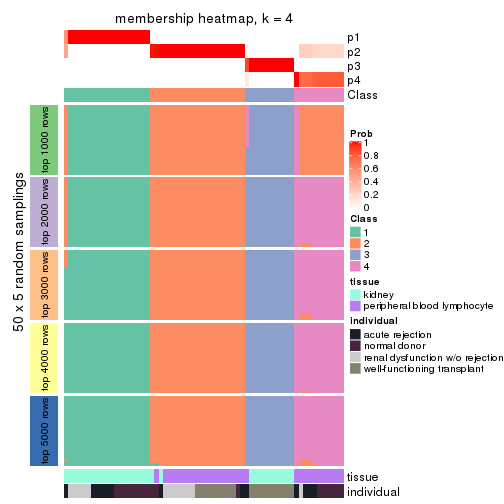 membership heatmap, k = 4
p1
p2
p3
p4
Class
50 x 5 random samplings
top 1000 rows
top 2000 rows
top 3000 rows
top 4000 rows
top 5000 rows
Prob
1
0.8
0.6
0.4
0.2
0
Class
1
2
3
4
tissue
kidney
peripheral blood lymphocyte
individual
acute rejection
normal donor
renal dysfunction w/o rejection
well-functioning transplant
tissue
individual